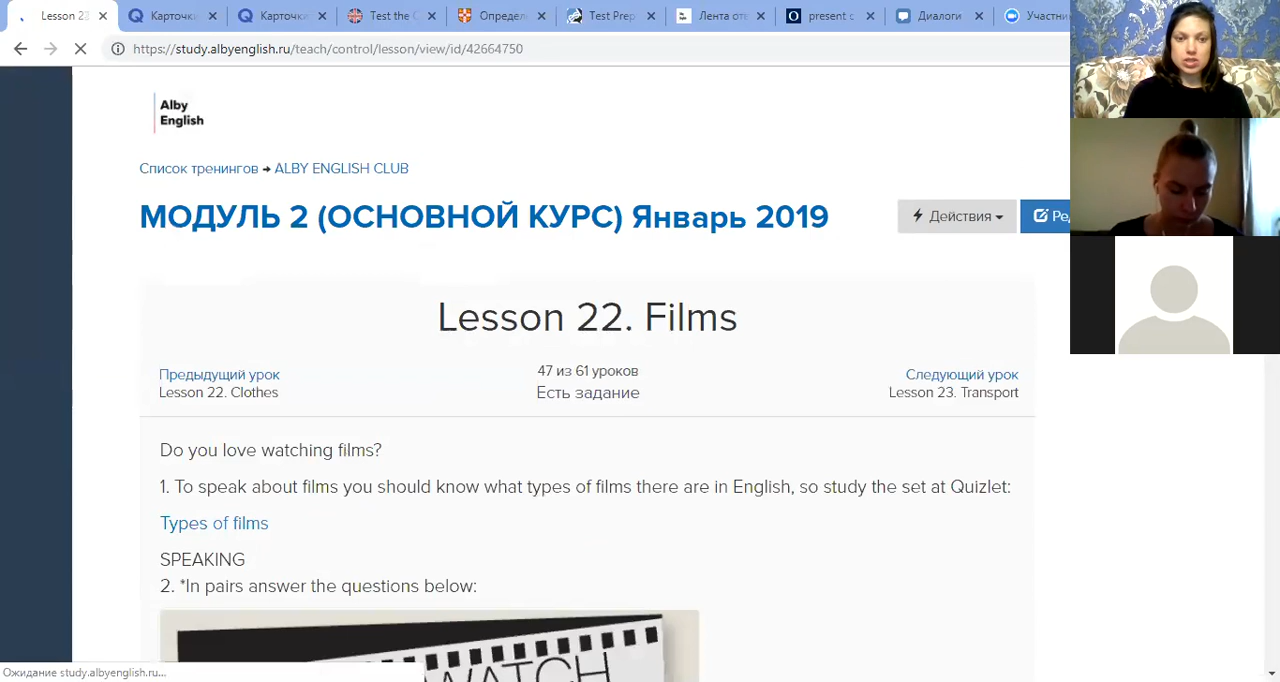 Lesson 22
Карточки
Карточки
Test the
Определ
Test Prep
Лента от
present
Диалоги
Участни
https://study.albyenglish.ru/teach/control/lesson/view/id/42664750
Alby
English
Список тренингов → ALBY ENGLISH CLUB
МОДУЛЬ 2 (ОСНОВНОЙ КУРС) Январь 2019
Действия
Ре
Lesson 22. Films
Предыдущий урок
Lesson 22. Clothes
47 из 61 уроков
Есть задание
Следующий урок
Lesson 23. Transport
Do you love watching films?
1. To speak about films you should know what types of films there are in English, so study the set at Quizlet:
Types of films
SPEAKING
2. *In pairs answer the questions below:
WATCH
Ожидание study.albyenglish.ru...